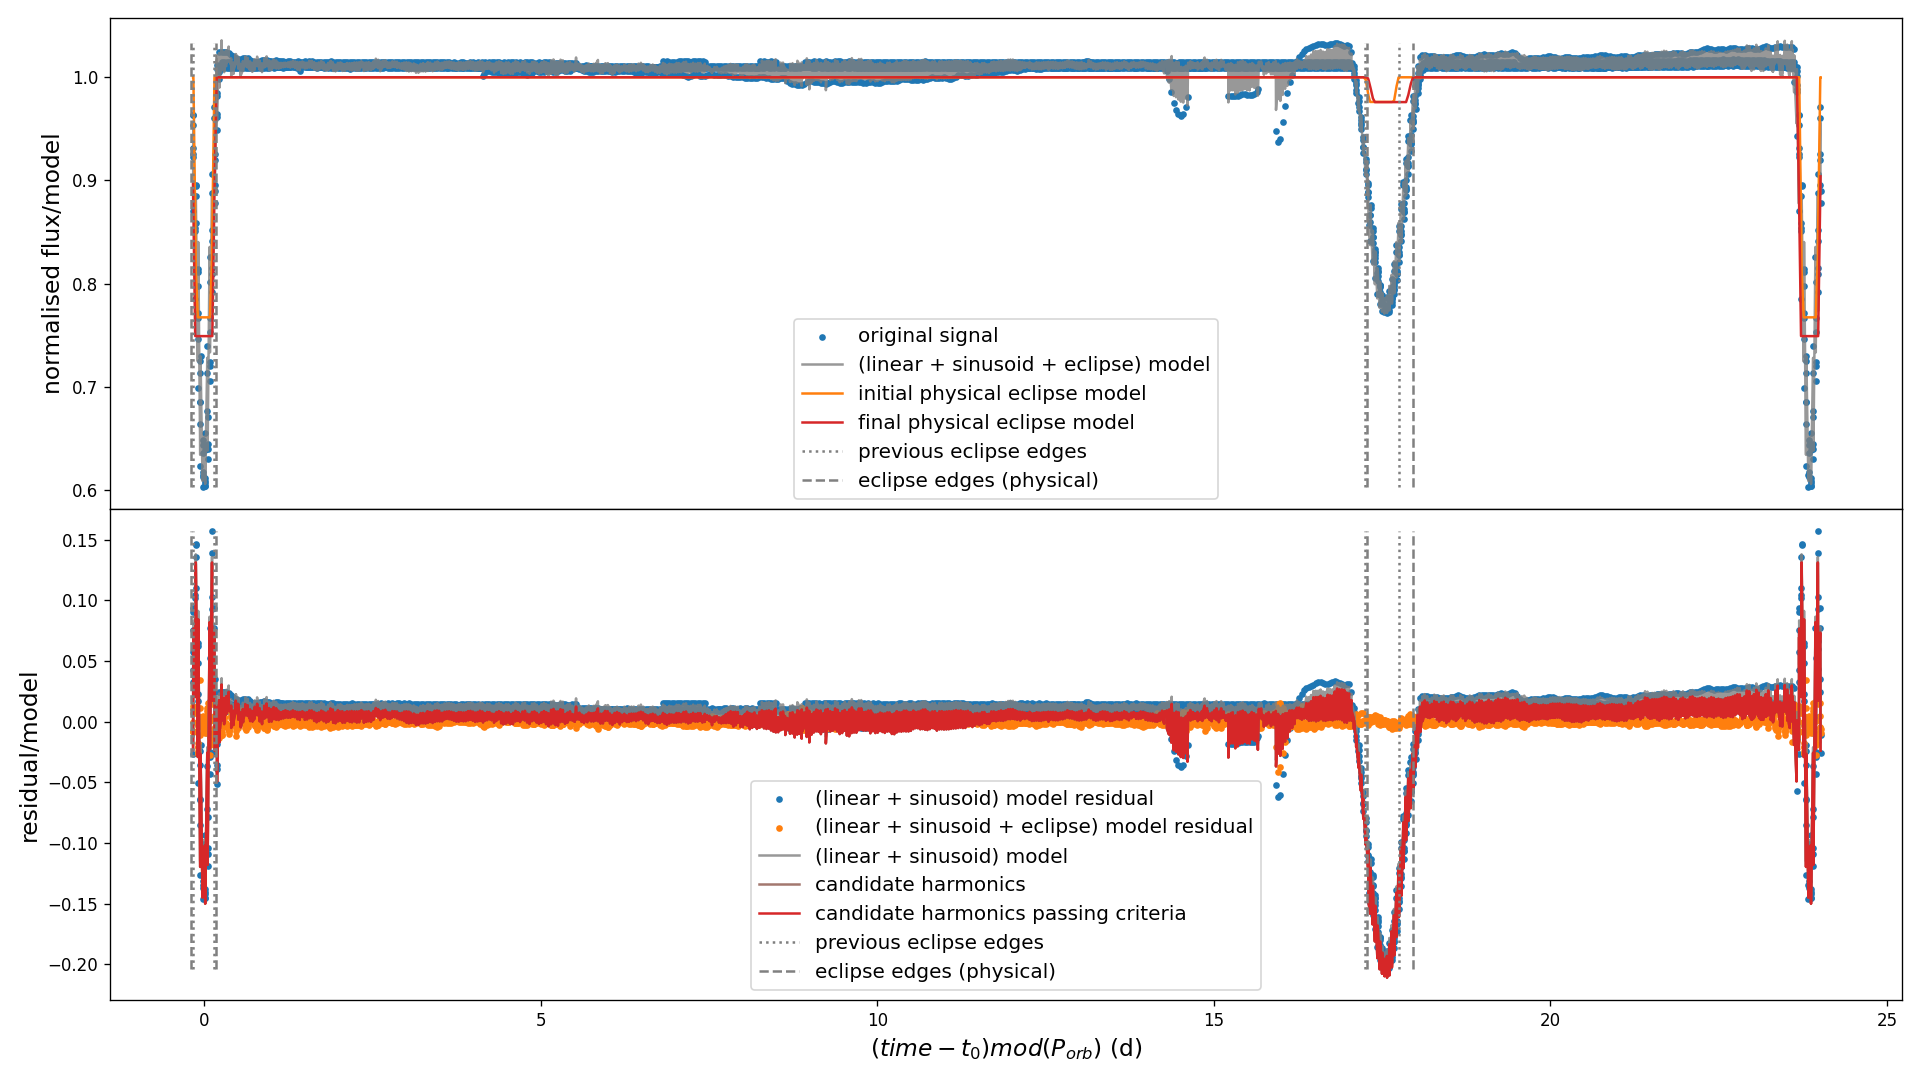 normalised flux/model
1.0
0.9
0.8
0.7
0.6
original signal
(linear + sinusoid + eclipse) model
initial physical eclipse model
final physical eclipse model
previous eclipse edges
eclipse edges (physical)
residual/model
0.15
0.10
0.05
0.00
−0.05
−0.10
−0.15
−0.20
(linear + sinusoid) model residual
(linear + sinusoid + eclipse) model residual
(linear + sinusoid) model
candidate harmonics
candidate harmonics passing criteria
previous eclipse edges
eclipse edges (physical)
0 5 10 15 20 25
(time − t₀)mod(Pₒᵣ♭) (d)